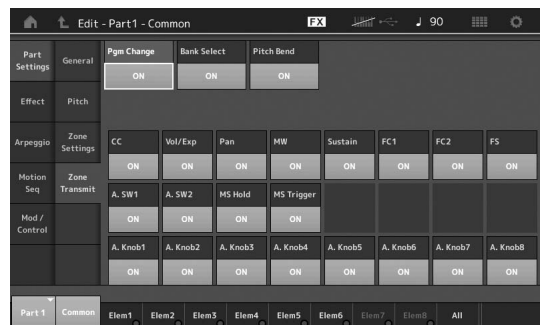 Edit - Part1 - Common FX 90
Part Settings
General
Pgm Change Bank Select Pitch Bend
ON ON ON
Effect Pitch
Arpeggio Zone Settings
CC Vol/Exp Pan MW Sustain FC1 FC2 FS
ON ON ON ON ON ON ON ON
Motion Seq Zone Transmit
A. SW1 A. SW2 MS Hold MS Trigger
ON ON ON ON
Mod / Control
A. Knob1 A. Knob2 A. Knob3 A. Knob4 A. Knob5 A. Knob6 A. Knob7 A. Knob8
ON ON ON ON ON ON ON ON
Part 1 Common Elem1 Elem2 Elem3 Elem4 Elem5 Elem6 Elem7 Elem8 All